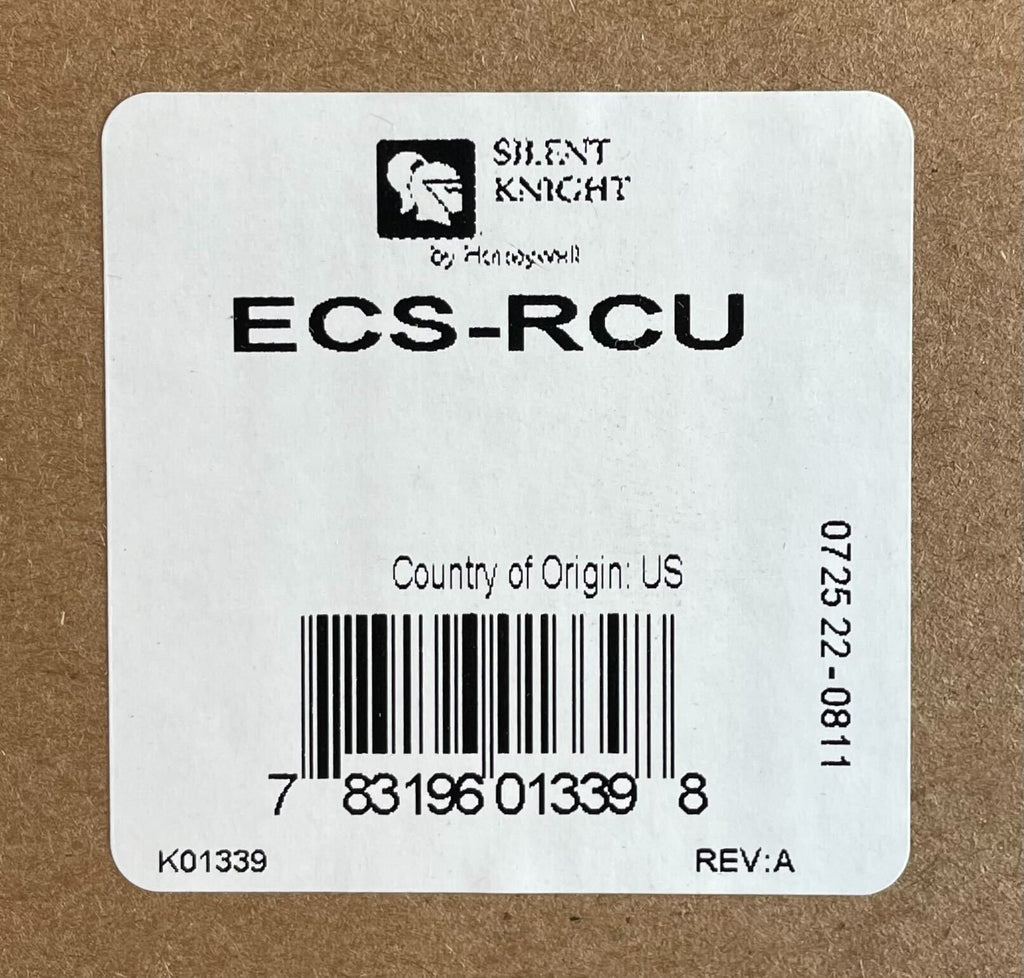 SILENT
KNIGHT
by Honeywell
ECS-RCU
Country of Origin: US
0725 22-0811
7 83196 01339 8
K01339
REV:A